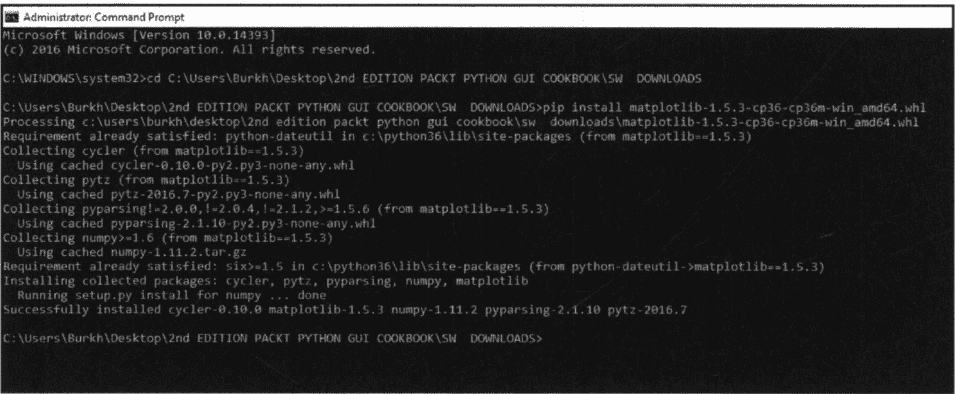 Administrator: Command Prompt
Microsoft Windows [Version 10.0.14393]
(c) 2016 Microsoft Corporation. All rights reserved.
C:\WINDOWS\system32>cd C:\Users\Burkh\Desktop\2nd EDITION PACKT PYTHON GUI COOKBOOK\SW  DOWNLOADS
C:\Users\Burkh\Desktop\2nd EDITION PACKT PYTHON GUI COOKBOOK\SW  DOWNLOADS>pip install matplotlib-1.5.3-cp36-cp36m-win_amd64.whl
Processing c:\users\burkh\desktop\2nd edition packt python gui cookbook\sw  downloads\matplotlib-1.5.3-cp36-cp36m-win_amd64.whl
Requirement already satisfied: python-dateutil in c:\python36\lib\site-packages (from matplotlib==1.5.3)
Collecting cycler (from matplotlib==1.5.3)
  Using cached cycler-0.10.0-py2.py3-none-any.whl
Collecting pytz (from matplotlib==1.5.3)
  Using cached pytz-2016.7-py2.py3-none-any.whl
Collecting pyparsing!=2.0.0,!=2.0.4,!=2.1.2,>=1.5.6 (from matplotlib==1.5.3)
  Using cached pyparsing-2.1.10-py2.py3-none-any.whl
Collecting numpy>=1.6 (from matplotlib==1.5.3)
  Using cached numpy-1.11.2.tar.gz
Requirement already satisfied: six>=1.5 in c:\python36\lib\site-packages (from python-dateutil->matplotlib==1.5.3)
Installing collected packages: cycler, pytz, pyparsing, numpy, matplotlib
  Running setup.py install for numpy ... done
Successfully installed cycler-0.10.0 matplotlib-1.5.3 numpy-1.11.2 pyparsing-2.1.10 pytz-2016.7
C:\Users\Burkh\Desktop\2nd EDITION PACKT PYTHON GUI COOKBOOK\SW  DOWNLOADS>